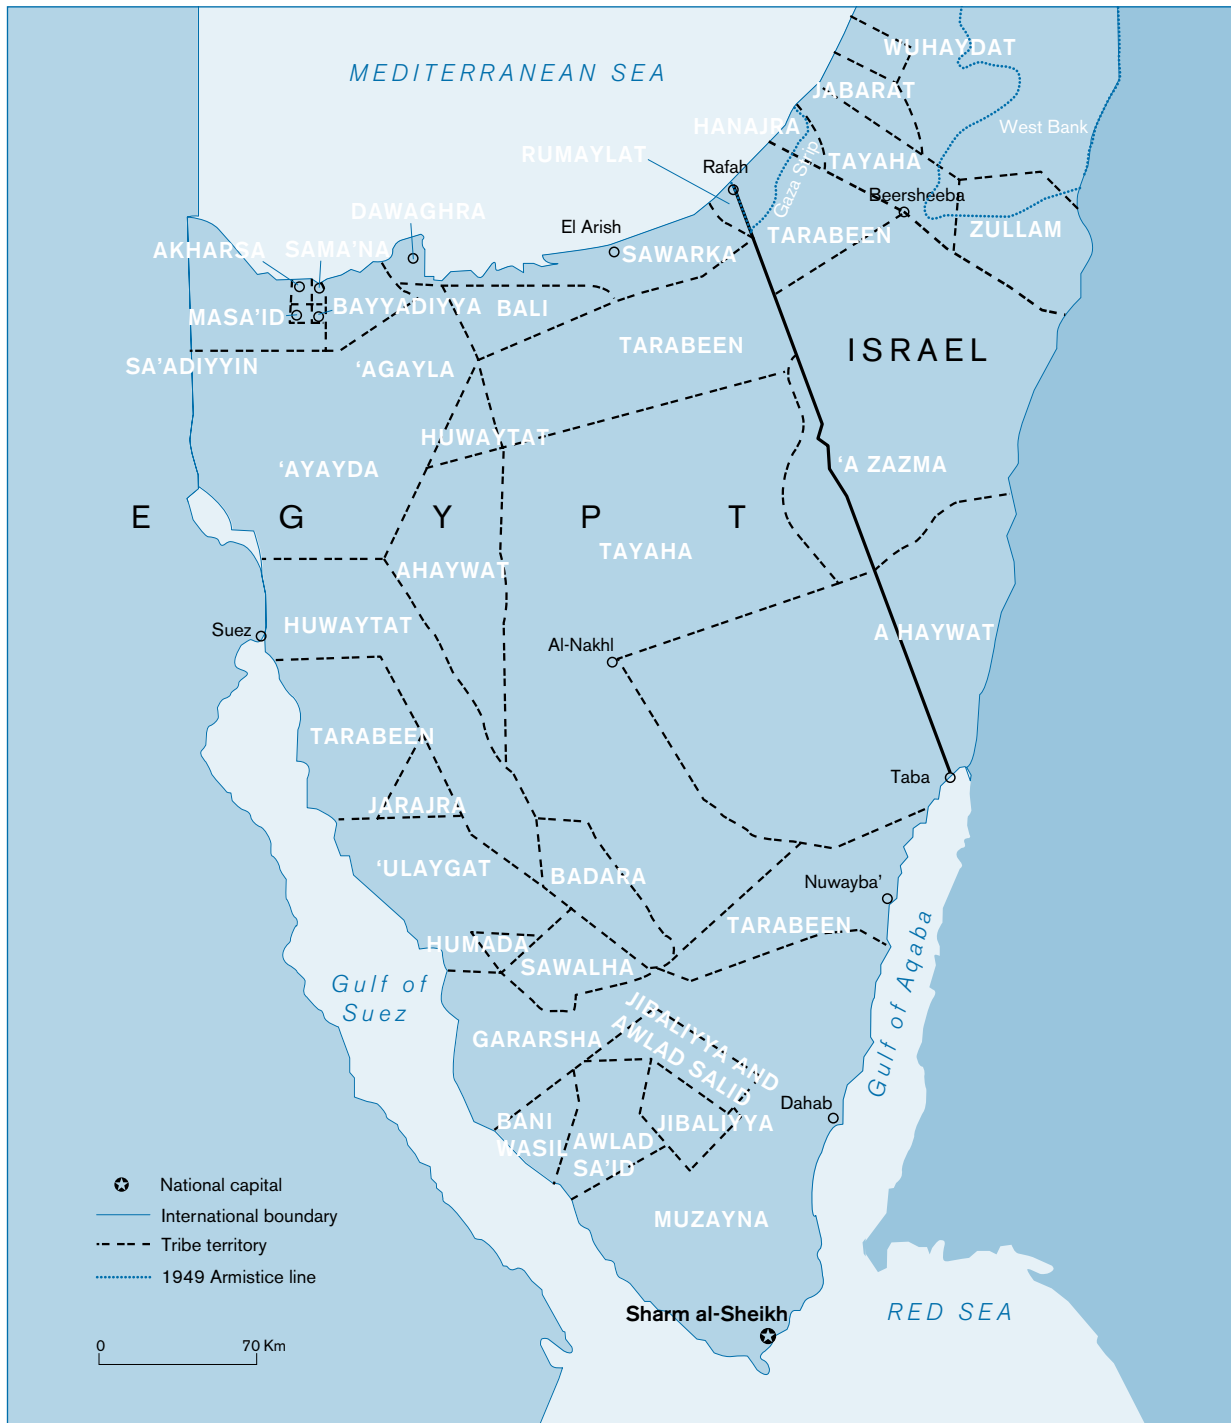 WUHAYDAT
MEDITERRANEAN SEA
JABARAT
HANAJRA
West Bank
RUMAYLAT
TAYAHA
Rafah
Gaza Strip
Beersheeba
DAWAGHRA
El Arish
TARABEEN
ZULLAM
AKHARSA
SAMA'NA
SAWARKA
MASA'ID
BAYYADIYYA
BALI
TARABEEN
ISRAEL
SA'ADIYYIN
‘AGAYLA
HUWAYTAT
‘AYAYDA
‘A ZAZMA
E G Y P T
TAYAHA
AHAYWAT
Suez
HUWAYTAT
Al-Nakhl
A HAYWAT
TARABEEN
Taba
JARAJRA
‘ULAYGAT
BADARA
Nuwayba’
TARABEEN
HUMADA
SAWALHA
Gulf of
Suez
Gulf of Aqaba
GARARSHA
JIBALIYYA AND
AWLAD SALID
Dahab
BANI
WASIL
JIBALIYYA
AWLAD
SA'ID
MUZAYNA
National capital
International boundary
Tribe territory
1949 Armistice line
Sharm al-Sheikh
RED SEA
0 70 Km